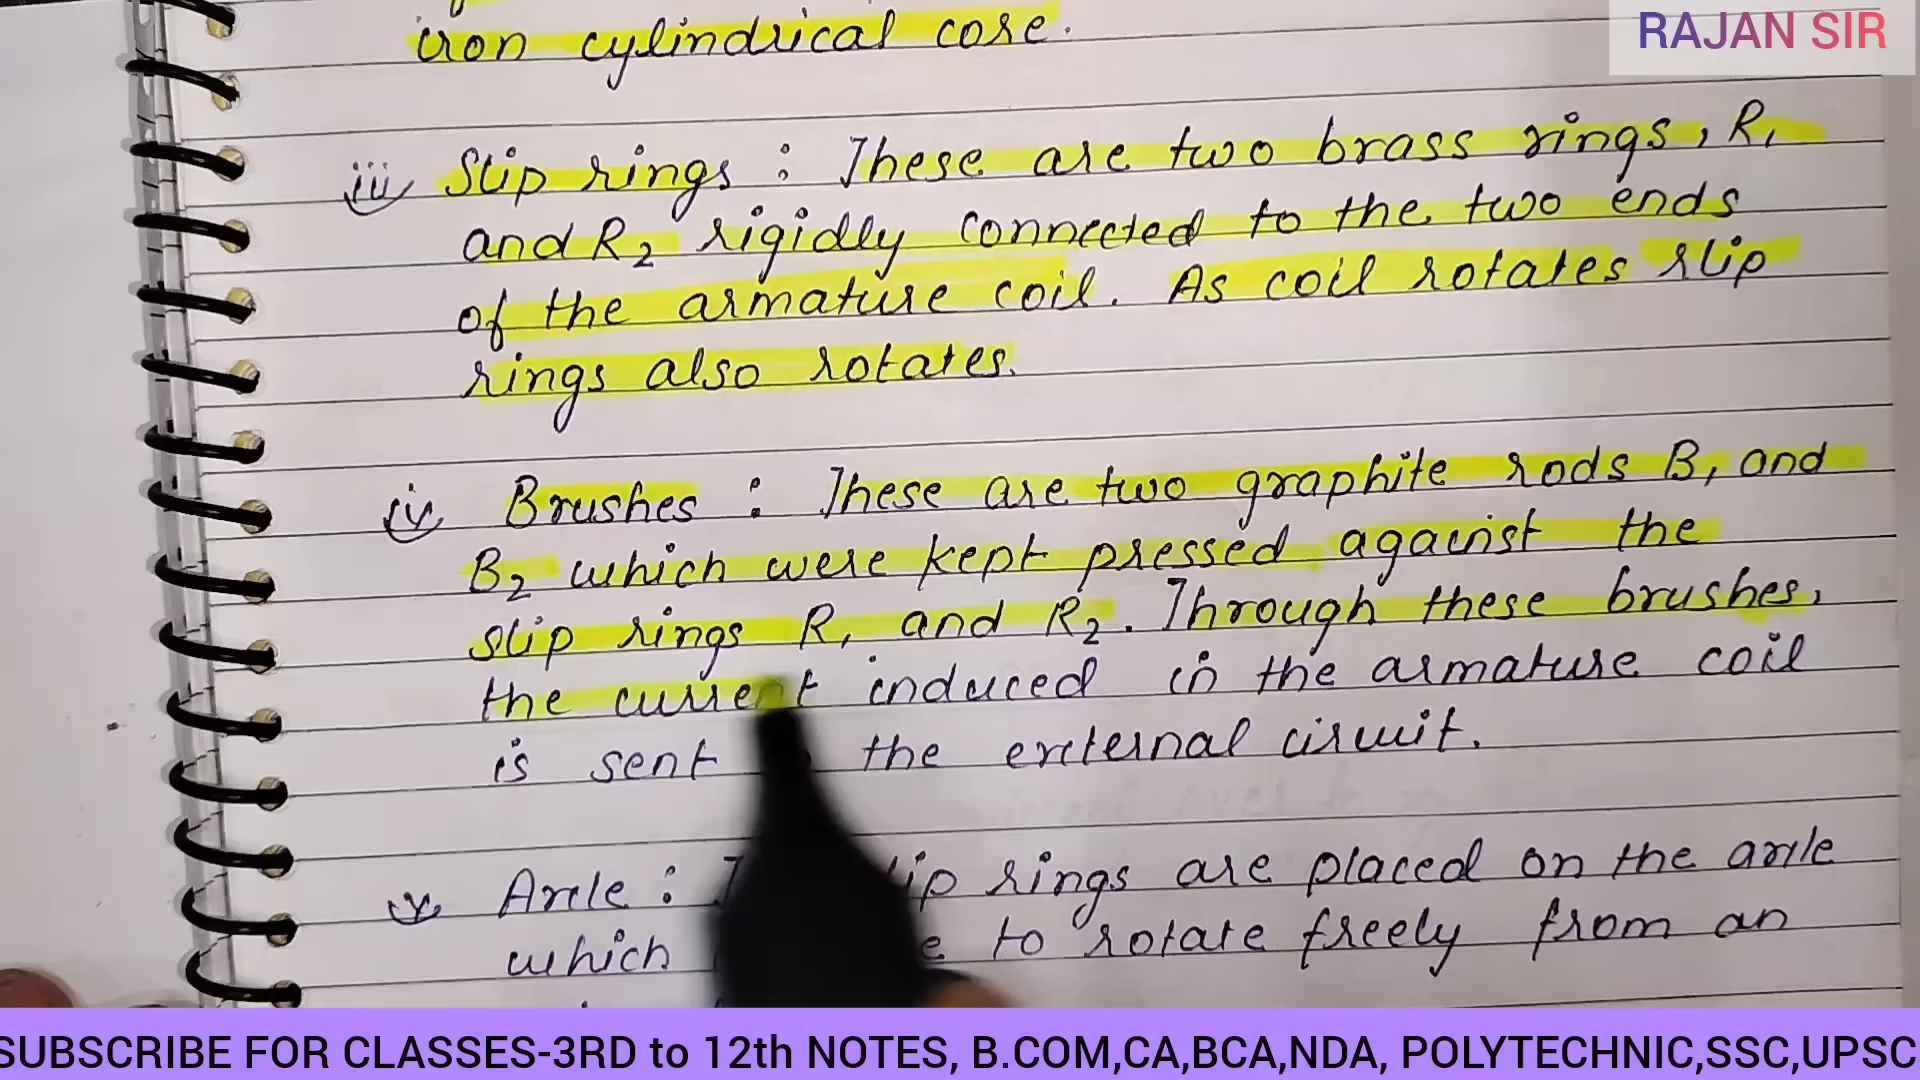 iron cylindrical core.
RAJAN SIR
iii) Slip rings : These are two brass rings, R1
and R2 rigidly connected to the two ends
of the armature coil. As coil rotates slip
rings also rotates.
iv) Brushes : These are two graphite rods B1 and
B2 which were kept pressed against the
slip rings R1 and R2. Through these brushes,
the current induced in the armature coil
is sent the external circuit.
v) Axle : rings are placed on the axle
which to rotate freely from an
SUBSCRIBE FOR CLASSES-3RD to 12th NOTES, B.COM,CA,BCA,NDA, POLYTECHNIC,SSC,UPSC